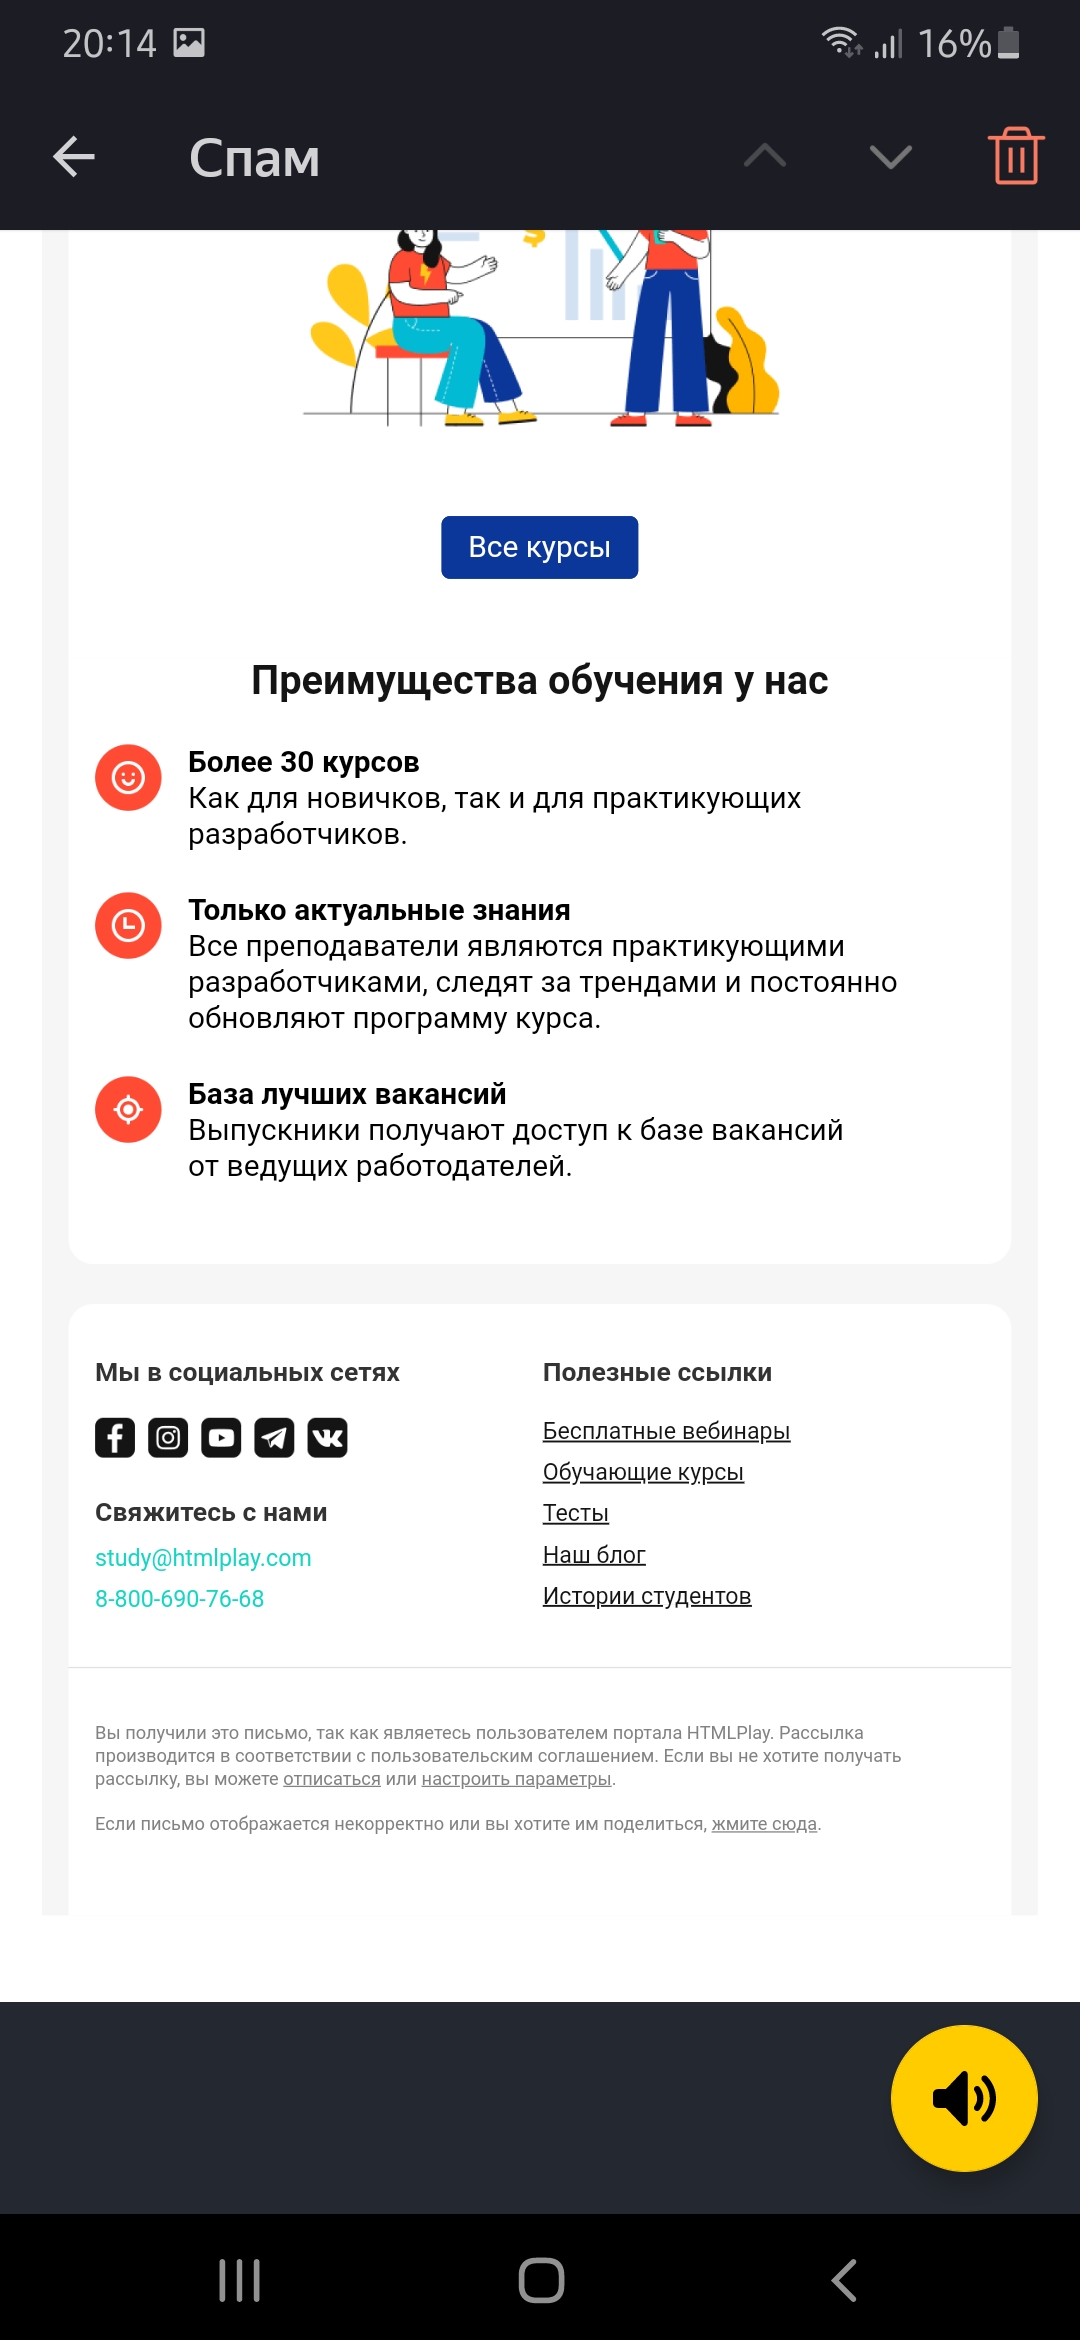 20:14
16%
Спам
Все курсы
Преимущества обучения у нас
Более 30 курсов
Как для новичков, так и для практикующих
разработчиков.
Только актуальные знания
Все преподаватели являются практикующими
разработчиками, следят за трендами и постоянно
обновляют программу курса.
База лучших вакансий
Выпускники получают доступ к базе вакансий
от ведущих работодателей.
Мы в социальных сетях
Свяжитесь с нами
study@htmlplay.com
8-800-690-76-68
Полезные ссылки
Бесплатные вебинары
Обучающие курсы
Тесты
Наш блог
Истории студентов
Вы получили это письмо, так как являетесь пользователем портала HTMLPlay. Рассылка
производится в соответствии с пользовательским соглашением. Если вы не хотите получать
рассылку, вы можете отписаться или настроить параметры.
Если письмо отображается некорректно или вы хотите им поделиться, жмите сюда.